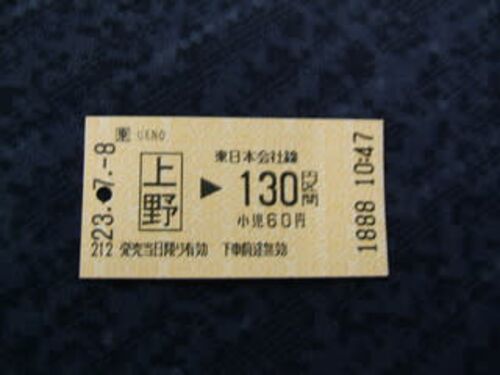 東 UENO
上野
東日本会社線
▶ 130円区間
小児60円
212 発売当日限り有効 下車前途無効
23.-7.-8
1888 10:47